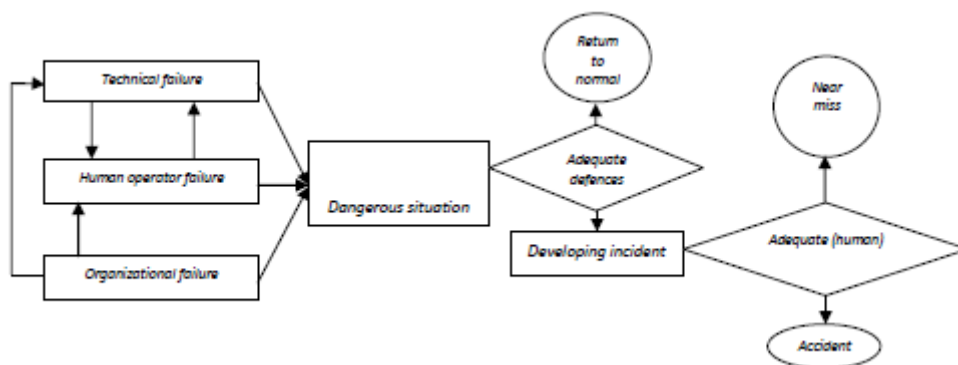 Technical failure
Human operator failure
Organizational failure
Dangerous situation
Return
to
normal
Adequate
defences
Developing incident
Near
miss
Adequate (human)
Accident